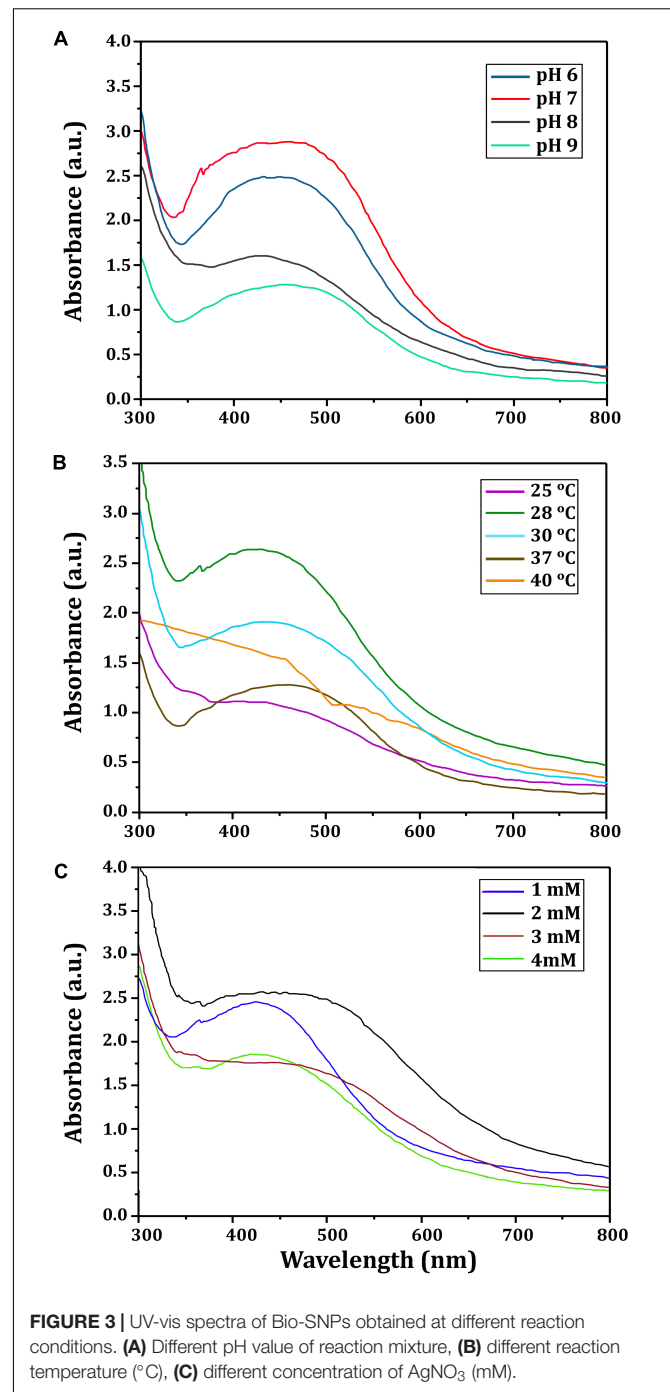 A
4.0
3.5
3.0
2.5
2.0
1.5
1.0
0.5
0.0
Absorbance (a.u.)
pH 6
pH 7
pH 8
pH 9
300 400 500 600 700 800
B
3.5
3.0
2.5
2.0
1.5
1.0
0.5
0.0
Absorbance (a.u.)
25 ºC
28 ºC
30 ºC
37 ºC
40 ºC
300 400 500 600 700 800
C
4.0
3.5
3.0
2.5
2.0
1.5
1.0
0.5
0.0
Absorbance (a.u.)
1 mM
2 mM
3 mM
4mM
300 400 500 600 700 800
Wavelength (nm)
FIGURE 3 | UV-vis spectra of Bio-SNPs obtained at different reaction
conditions. (A) Different pH value of reaction mixture, (B) different reaction
temperature (°C), (C) different concentration of AgNO₃ (mM).